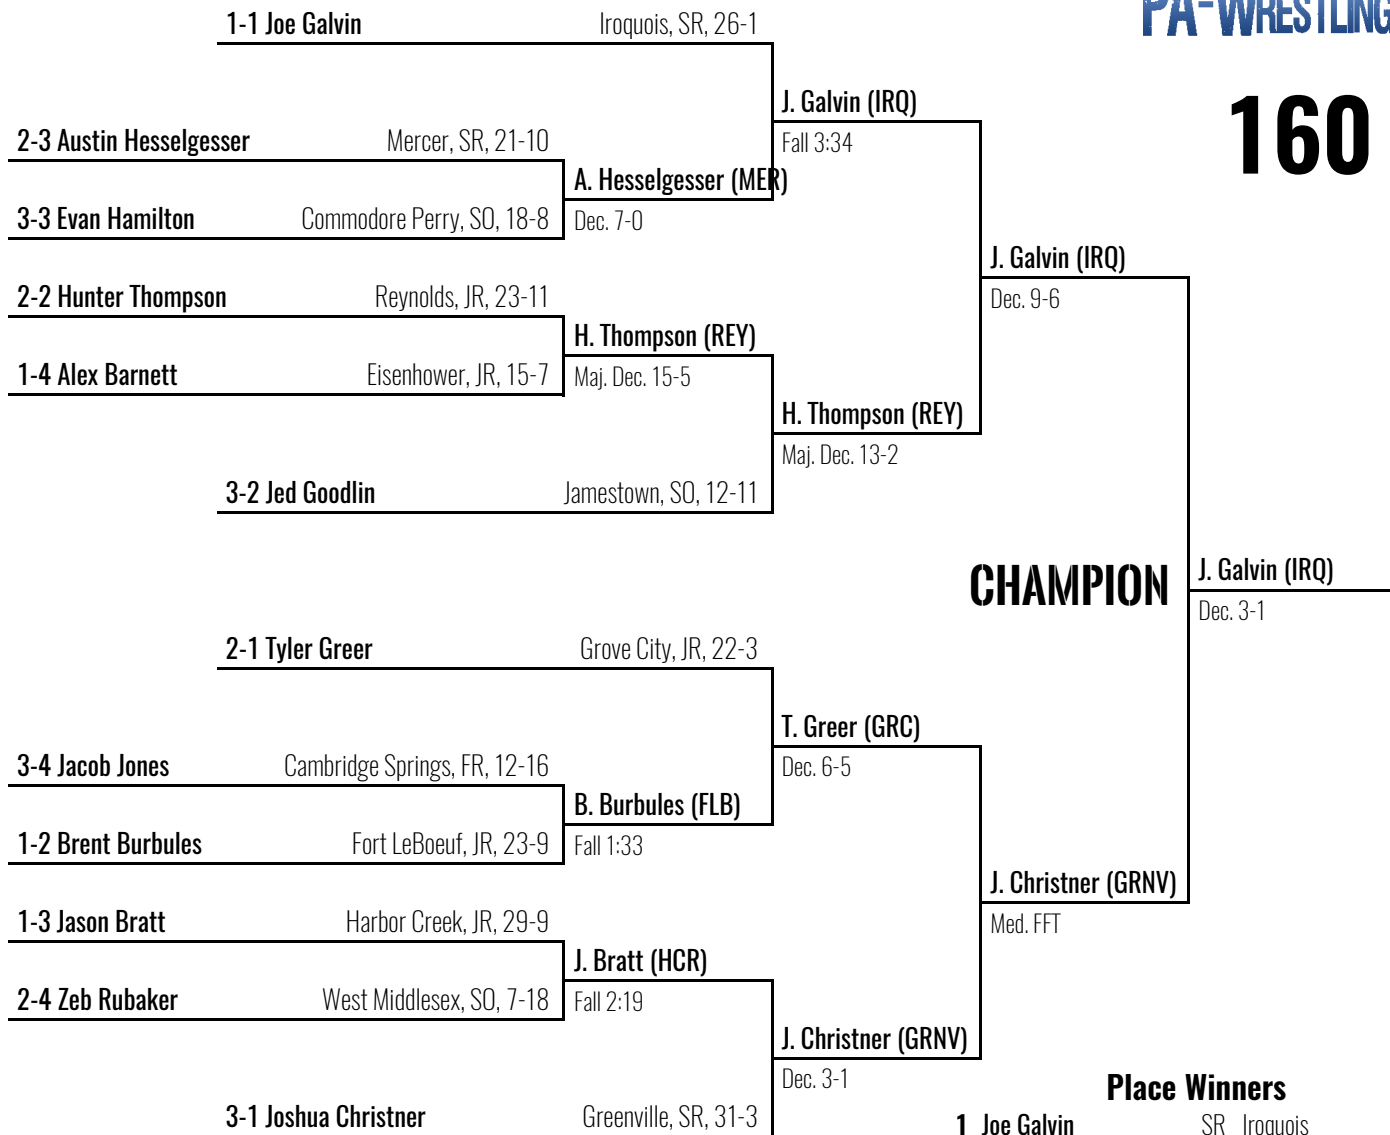 PA-WRESTLING
160
1-1 Joe Galvin Iroquois, SR, 26-1
J. Galvin (IRQ)
Fall 3:34
2-3 Austin Hesselgesser Mercer, SR, 21-10
A. Hesselgesser (MER)
Dec. 7-0
3-3 Evan Hamilton Commodore Perry, SO, 18-8
J. Galvin (IRQ)
Dec. 9-6
2-2 Hunter Thompson Reynolds, JR, 23-11
H. Thompson (REY)
Maj. Dec. 15-5
1-4 Alex Barnett Eisenhower, JR, 15-7
H. Thompson (REY)
Maj. Dec. 13-2
3-2 Jed Goodlin Jamestown, SO, 12-11
CHAMPION
J. Galvin (IRQ)
Dec. 3-1
2-1 Tyler Greer Grove City, JR, 22-3
T. Greer (GRC)
Dec. 6-5
3-4 Jacob Jones Cambridge Springs, FR, 12-16
B. Burbules (FLB)
Fall 1:33
1-2 Brent Burbules Fort LeBoeuf, JR, 23-9
J. Christner (GRNV)
Med. FFT
1-3 Jason Bratt Harbor Creek, JR, 29-9
J. Bratt (HCR)
Fall 2:19
2-4 Zeb Rubaker West Middlesex, SO, 7-18
J. Christner (GRNV)
Dec. 3-1
3-1 Joshua Christner Greenville, SR, 31-3
Place Winners
1 Joe Galvin SR Iroquois